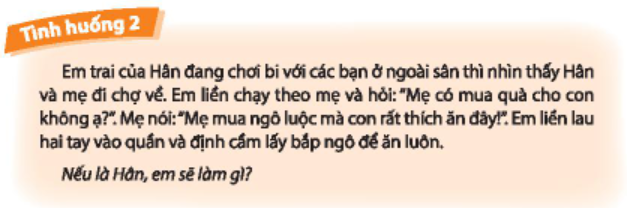 Tình huống 2
Em trai của Hân đang chơi bi với các bạn ở ngoài sân thì nhìn thấy Hân
và mẹ đi chợ về. Em liền chạy theo mẹ và hỏi: “Mẹ có mua quà cho con
không ạ?”. Mẹ nói: “Mẹ mua ngô luộc mà con rất thích ăn đây!”. Em liền lau
hai tay vào quần và định cầm lấy bắp ngô để ăn luôn.
Nếu là Hân, em sẽ làm gì?